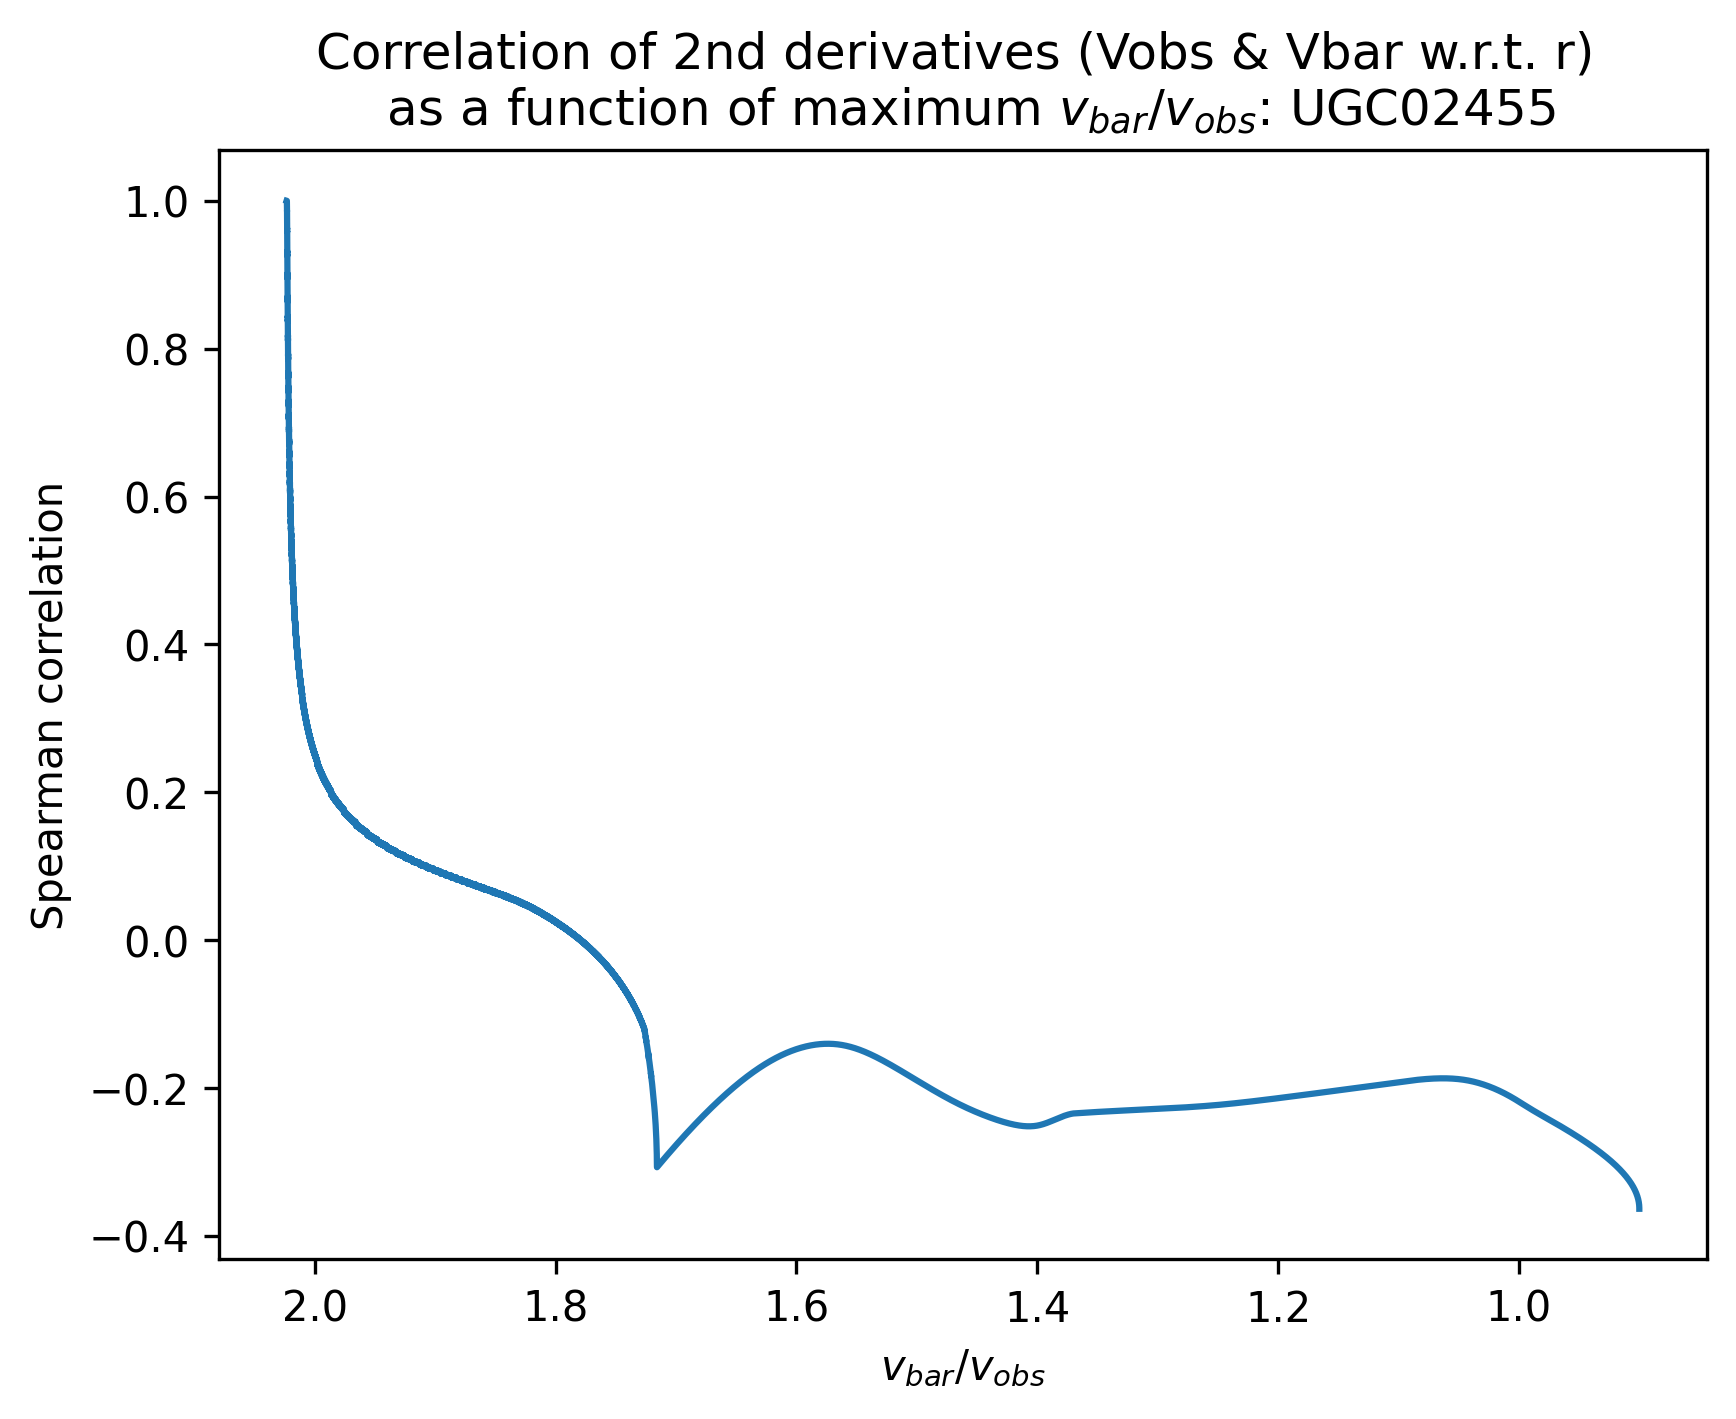 Correlation of 2nd derivatives (Vobs & Vbar w.r.t. r)
as a function of maximum v_bar/v_obs: UGC02455
1.0
0.8
0.6
0.4
0.2
0.0
−0.2
−0.4
Spearman correlation
2.0 1.8 1.6 1.4 1.2 1.0
v_bar/v_obs